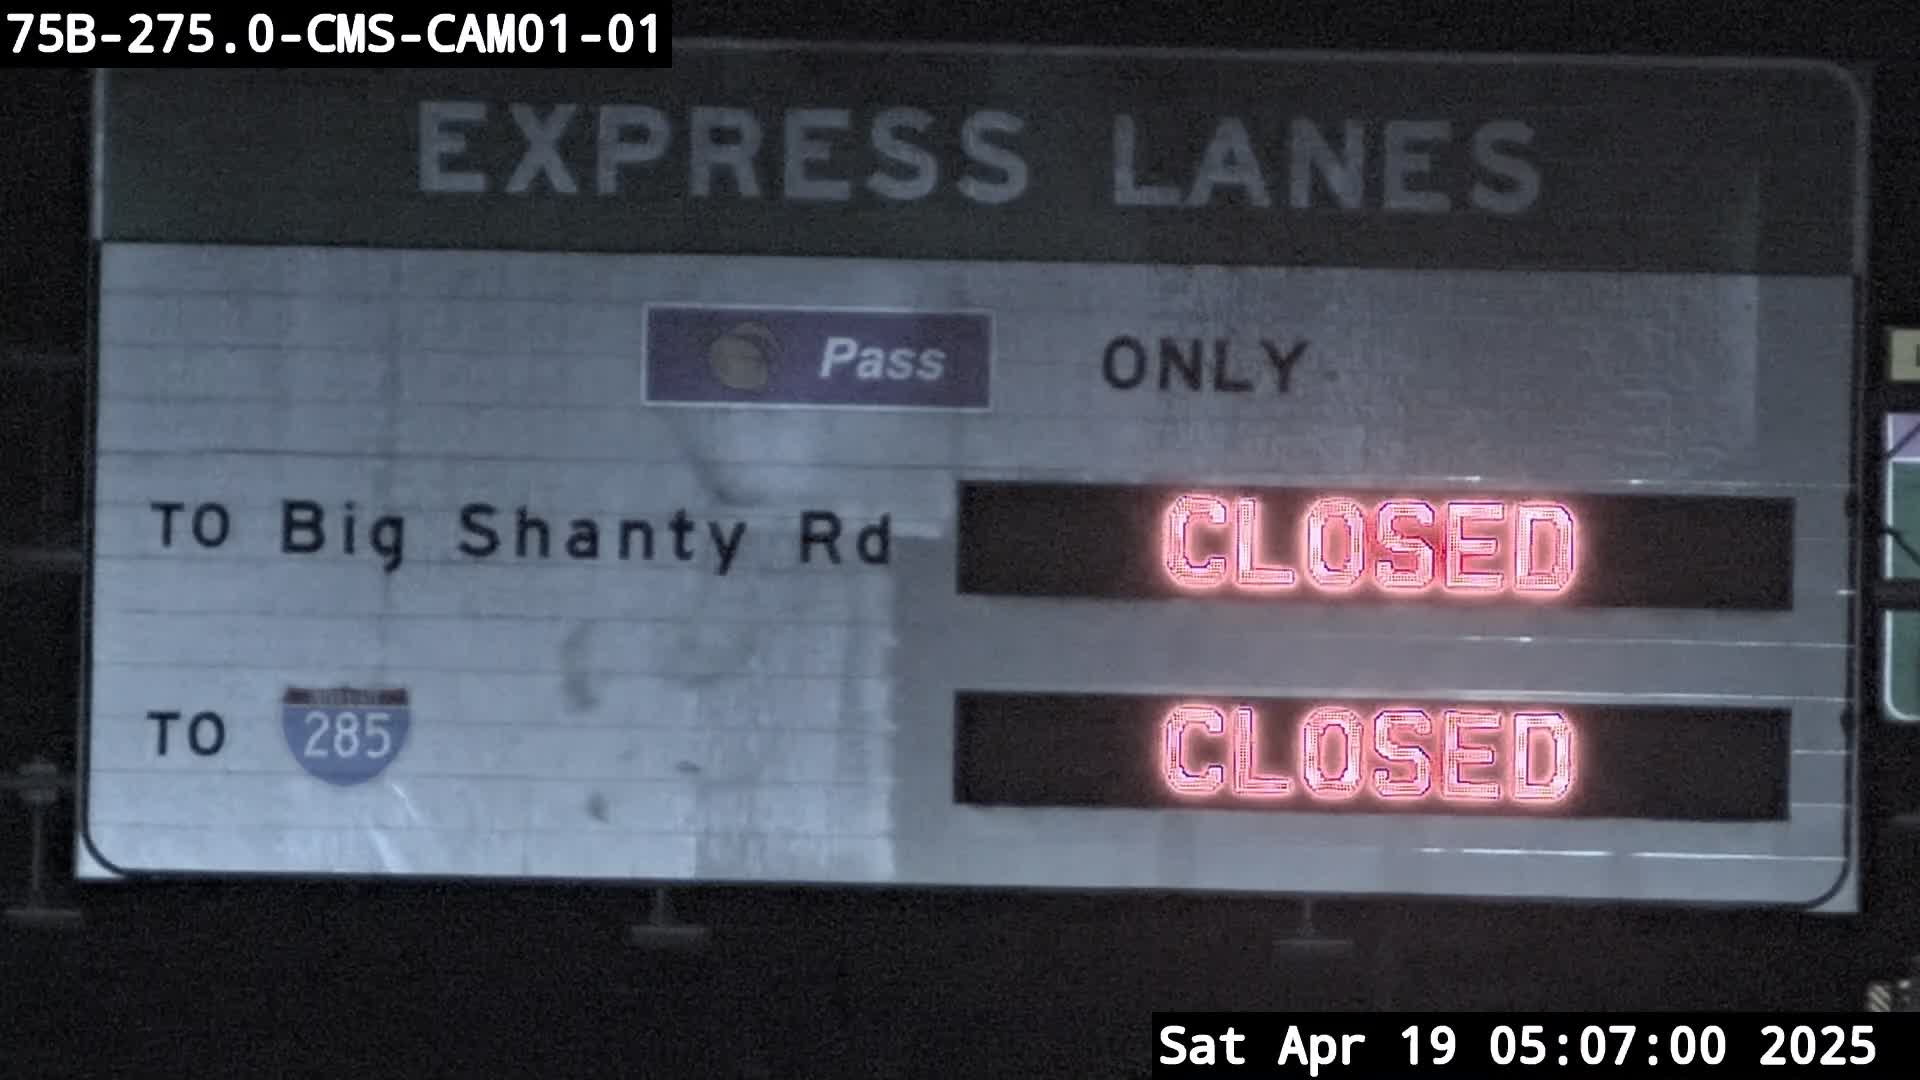 75B-275.0-CMS-CAM01-01
EXPRESS LANES
Pass ONLY
TO Big Shanty Rd CLOSED
TO 285 CLOSED
Sat Apr 19 05:07:00 2025